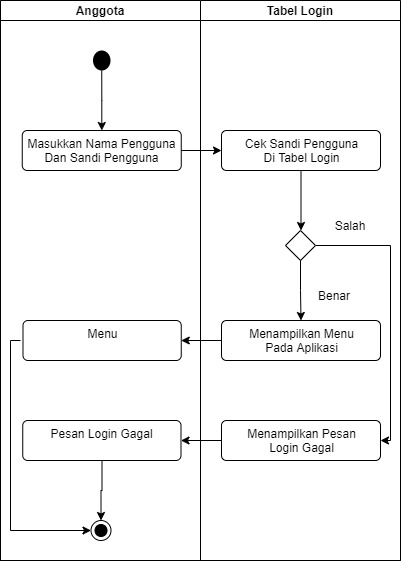 Anggota
Tabel Login
Masukkan Nama Pengguna
Dan Sandi Pengguna
Cek Sandi Pengguna
Di Tabel Login
Salah
Benar
Menu
Menampilkan Menu
Pada Aplikasi
Pesan Login Gagal
Menampilkan Pesan
Login Gagal